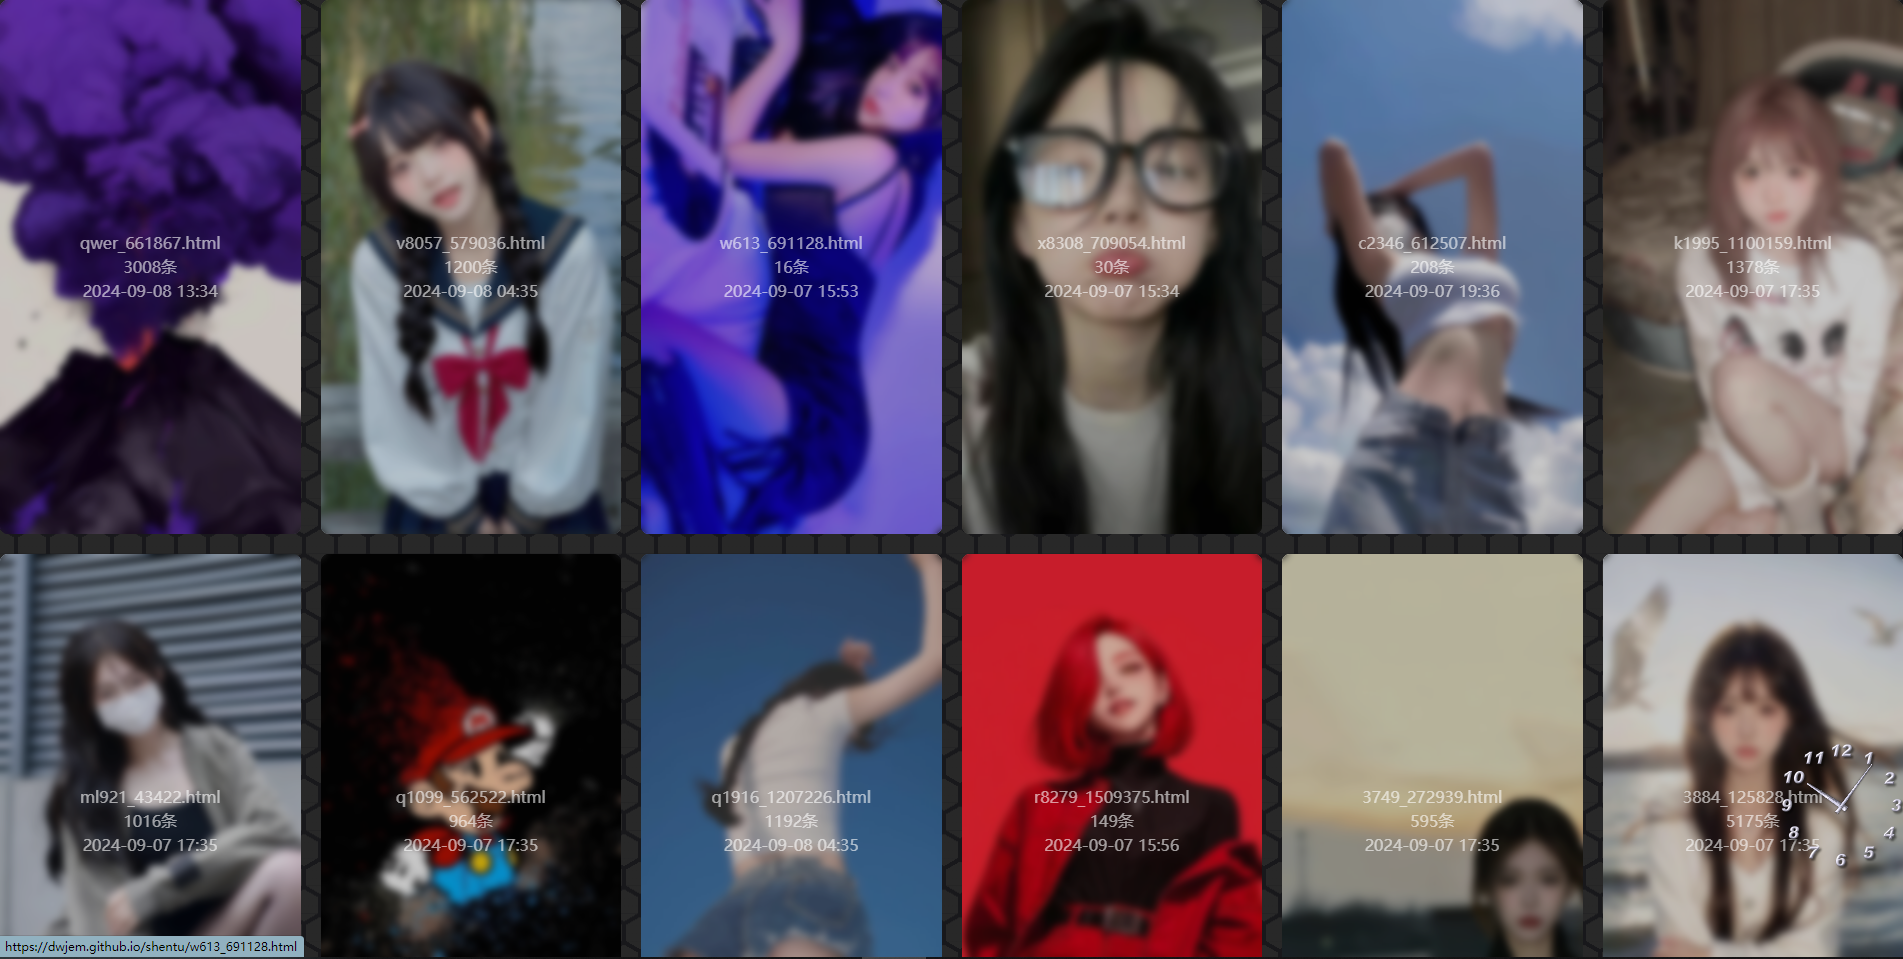 qwer_661867.html
3008条
2024-09-08 13:34
v8057_579036.html
1200条
2024-09-08 04:35
w613_691128.html
16条
2024-09-07 15:53
x8308_709054.html
30条
2024-09-07 15:34
c2346_612507.html
208条
2024-09-07 19:36
k1995_1100159.html
1378条
2024-09-07 17:35
ml921_43422.html
1016条
2024-09-07 17:35
q1099_562522.html
964条
2024-09-07 17:35
q1916_1207226.html
1192条
2024-09-08 04:35
r8279_1509375.html
149条
2024-09-07 15:56
3749_272939.html
595条
2024-09-07 17:35
3884_125828.html
5175条
2024-09-07 17:35
12
1
2
3
4
5
6
7
8
9
10
11
https://dwjem.github.io/shentu/w613_691128.html